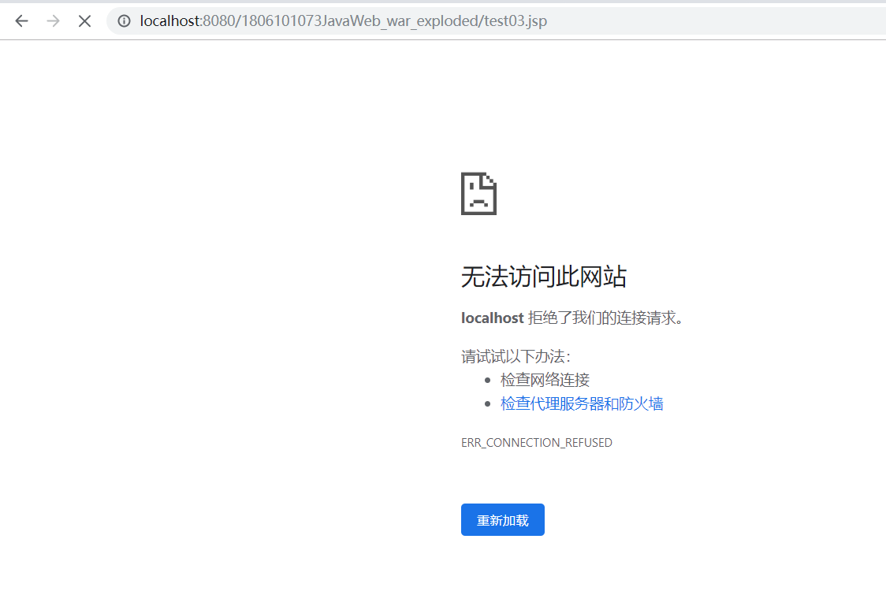 localhost:8080/1806101073JavaWeb_war_exploded/test03.jsp
无法访问此网站
localhost 拒绝了我们的连接请求。
请试试以下办法：
检查网络连接
检查代理服务器和防火墙
ERR_CONNECTION_REFUSED
重新加载